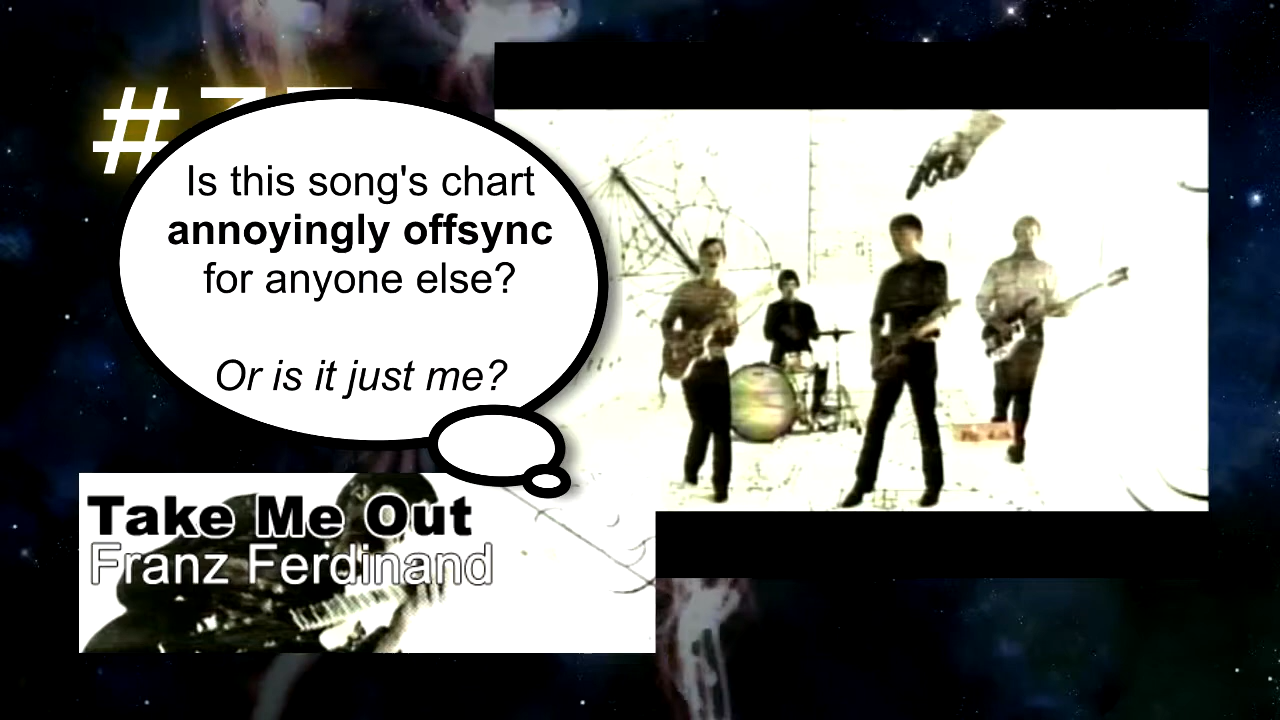 #
Is this song's chart
annoyingly offsync
for anyone else?
Or is it just me?
Take Me Out
Franz Ferdinand